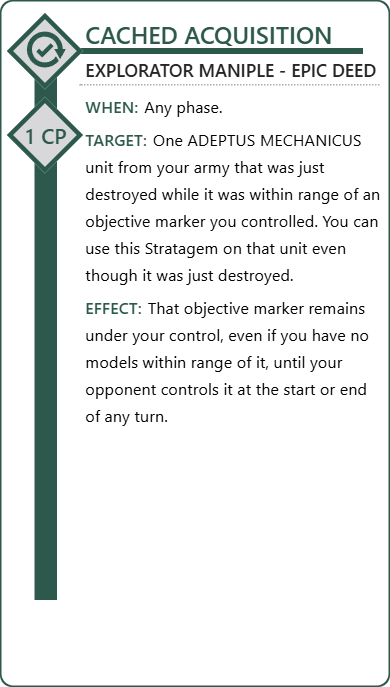 CACHED ACQUISITION
EXPLORATOR MANIPLE - EPIC DEED
1 CP
WHEN: Any phase.
TARGET: One ADEPTUS MECHANICUS
unit from your army that was just
destroyed while it was within range of an
objective marker you controlled. You can
use this Stratagem on that unit even
though it was just destroyed.
EFFECT: That objective marker remains
under your control, even if you have no
models within range of it, until your
opponent controls it at the start or end
of any turn.